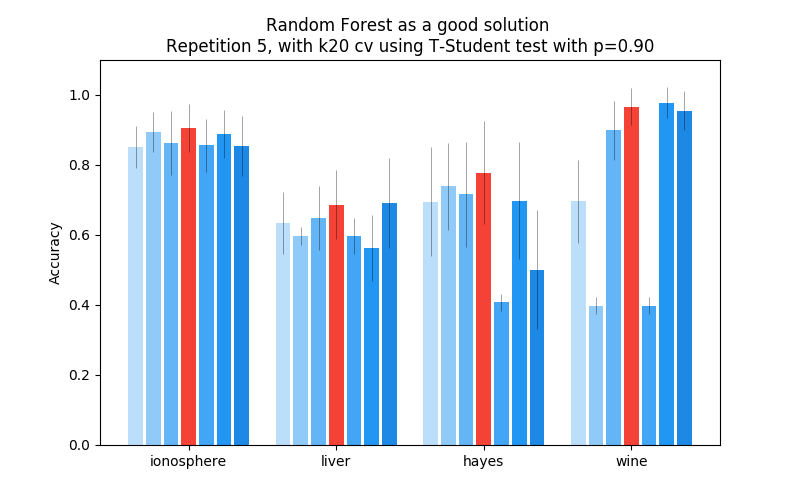 Random Forest as a good solution
Repetition 5, with k20 cv using T-Student test with p=0.90
1.0
0.8
0.6
0.4
0.2
0.0
Accuracy
ionosphere liver hayes wine